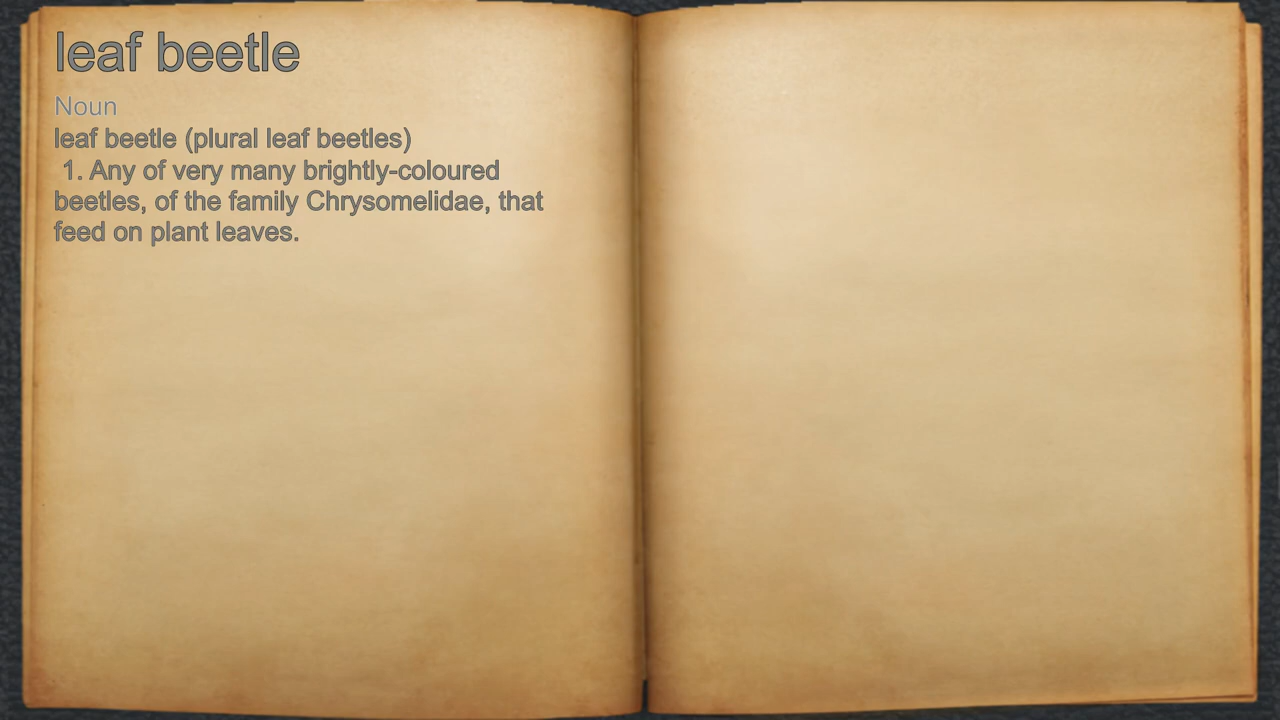 leaf beetle
Noun
leaf beetle (plural leaf beetles)
1. Any of very many brightly-coloured
beetles, of the family Chrysomelidae, that
feed on plant leaves.